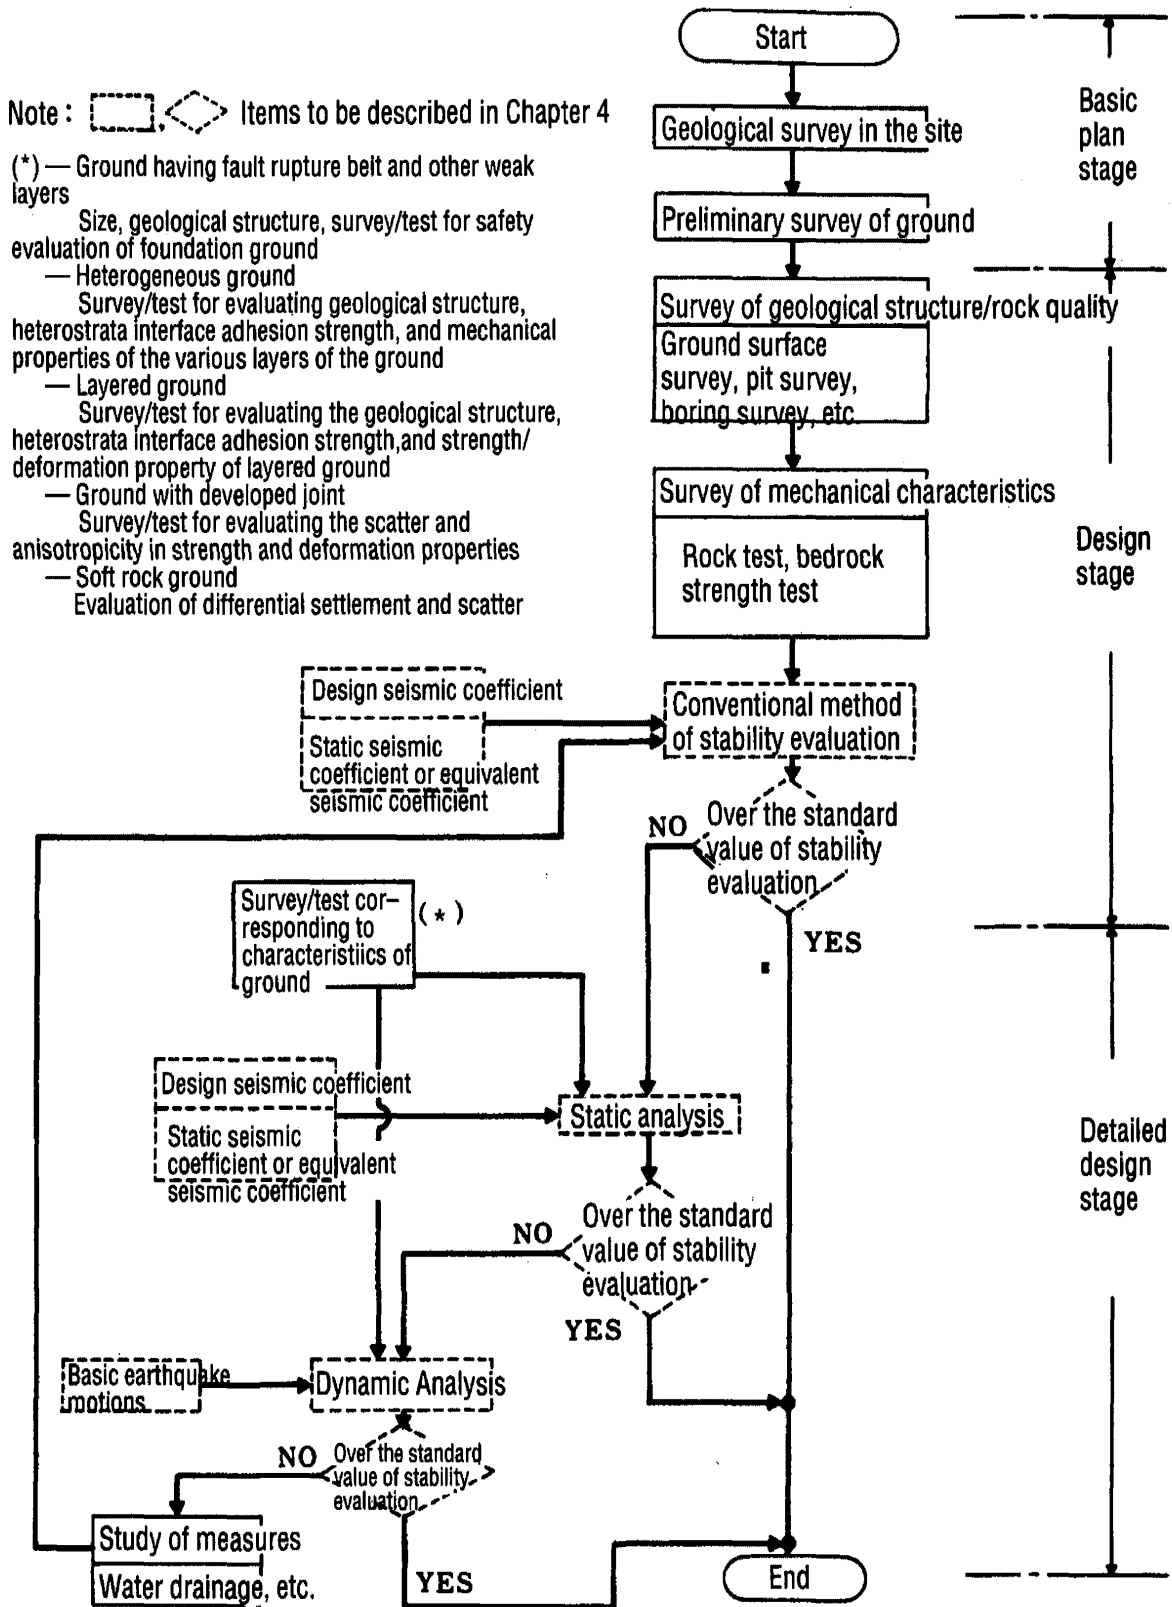 Start
Note : , Items to be described in Chapter 4
(*) — Ground having fault rupture belt and other weak
layers
Size, geological structure, survey/test for safety
evaluation of foundation ground
— Heterogeneous ground
Survey/test for evaluating geological structure,
heterostrata interface adhesion strength, and mechanical
properties of the various layers of the ground
— Layered ground
Survey/test for evaluating the geological structure,
heterostrata interface adhesion strength,and strength/
deformation property of layered ground
— Ground with developed joint
Survey/test for evaluating the scatter and
anisotropicity in strength and deformation properties
— Soft rock ground
Evaluation of differential settlement and scatter
Geological survey in the site
Preliminary survey of ground
Basic
plan
stage
Survey of geological structure/rock quality
Ground surface
survey, pit survey,
boring survey, etc.
Survey of mechanical characteristics
Rock test, bedrock
strength test
Design
stage
Design seismic coefficient
Static seismic
coefficient or equivalent
seismic coefficient
Conventional method
of stability evaluation
NO
Over the standard
value of stability
evaluation
YES
Survey/test cor-
responding to
characteristiics of
ground
(*)
Design seismic coefficient
Static seismic
coefficient or equivalent
seismic coefficient
Static analysis
Detailed
design
stage
NO
Over the standard
value of stability
evaluation
YES
Basic earthquake
motions
Dynamic Analysis
NO
Over the standard
value of stability
evaluation
YES
Study of measures
Water drainage, etc.
End